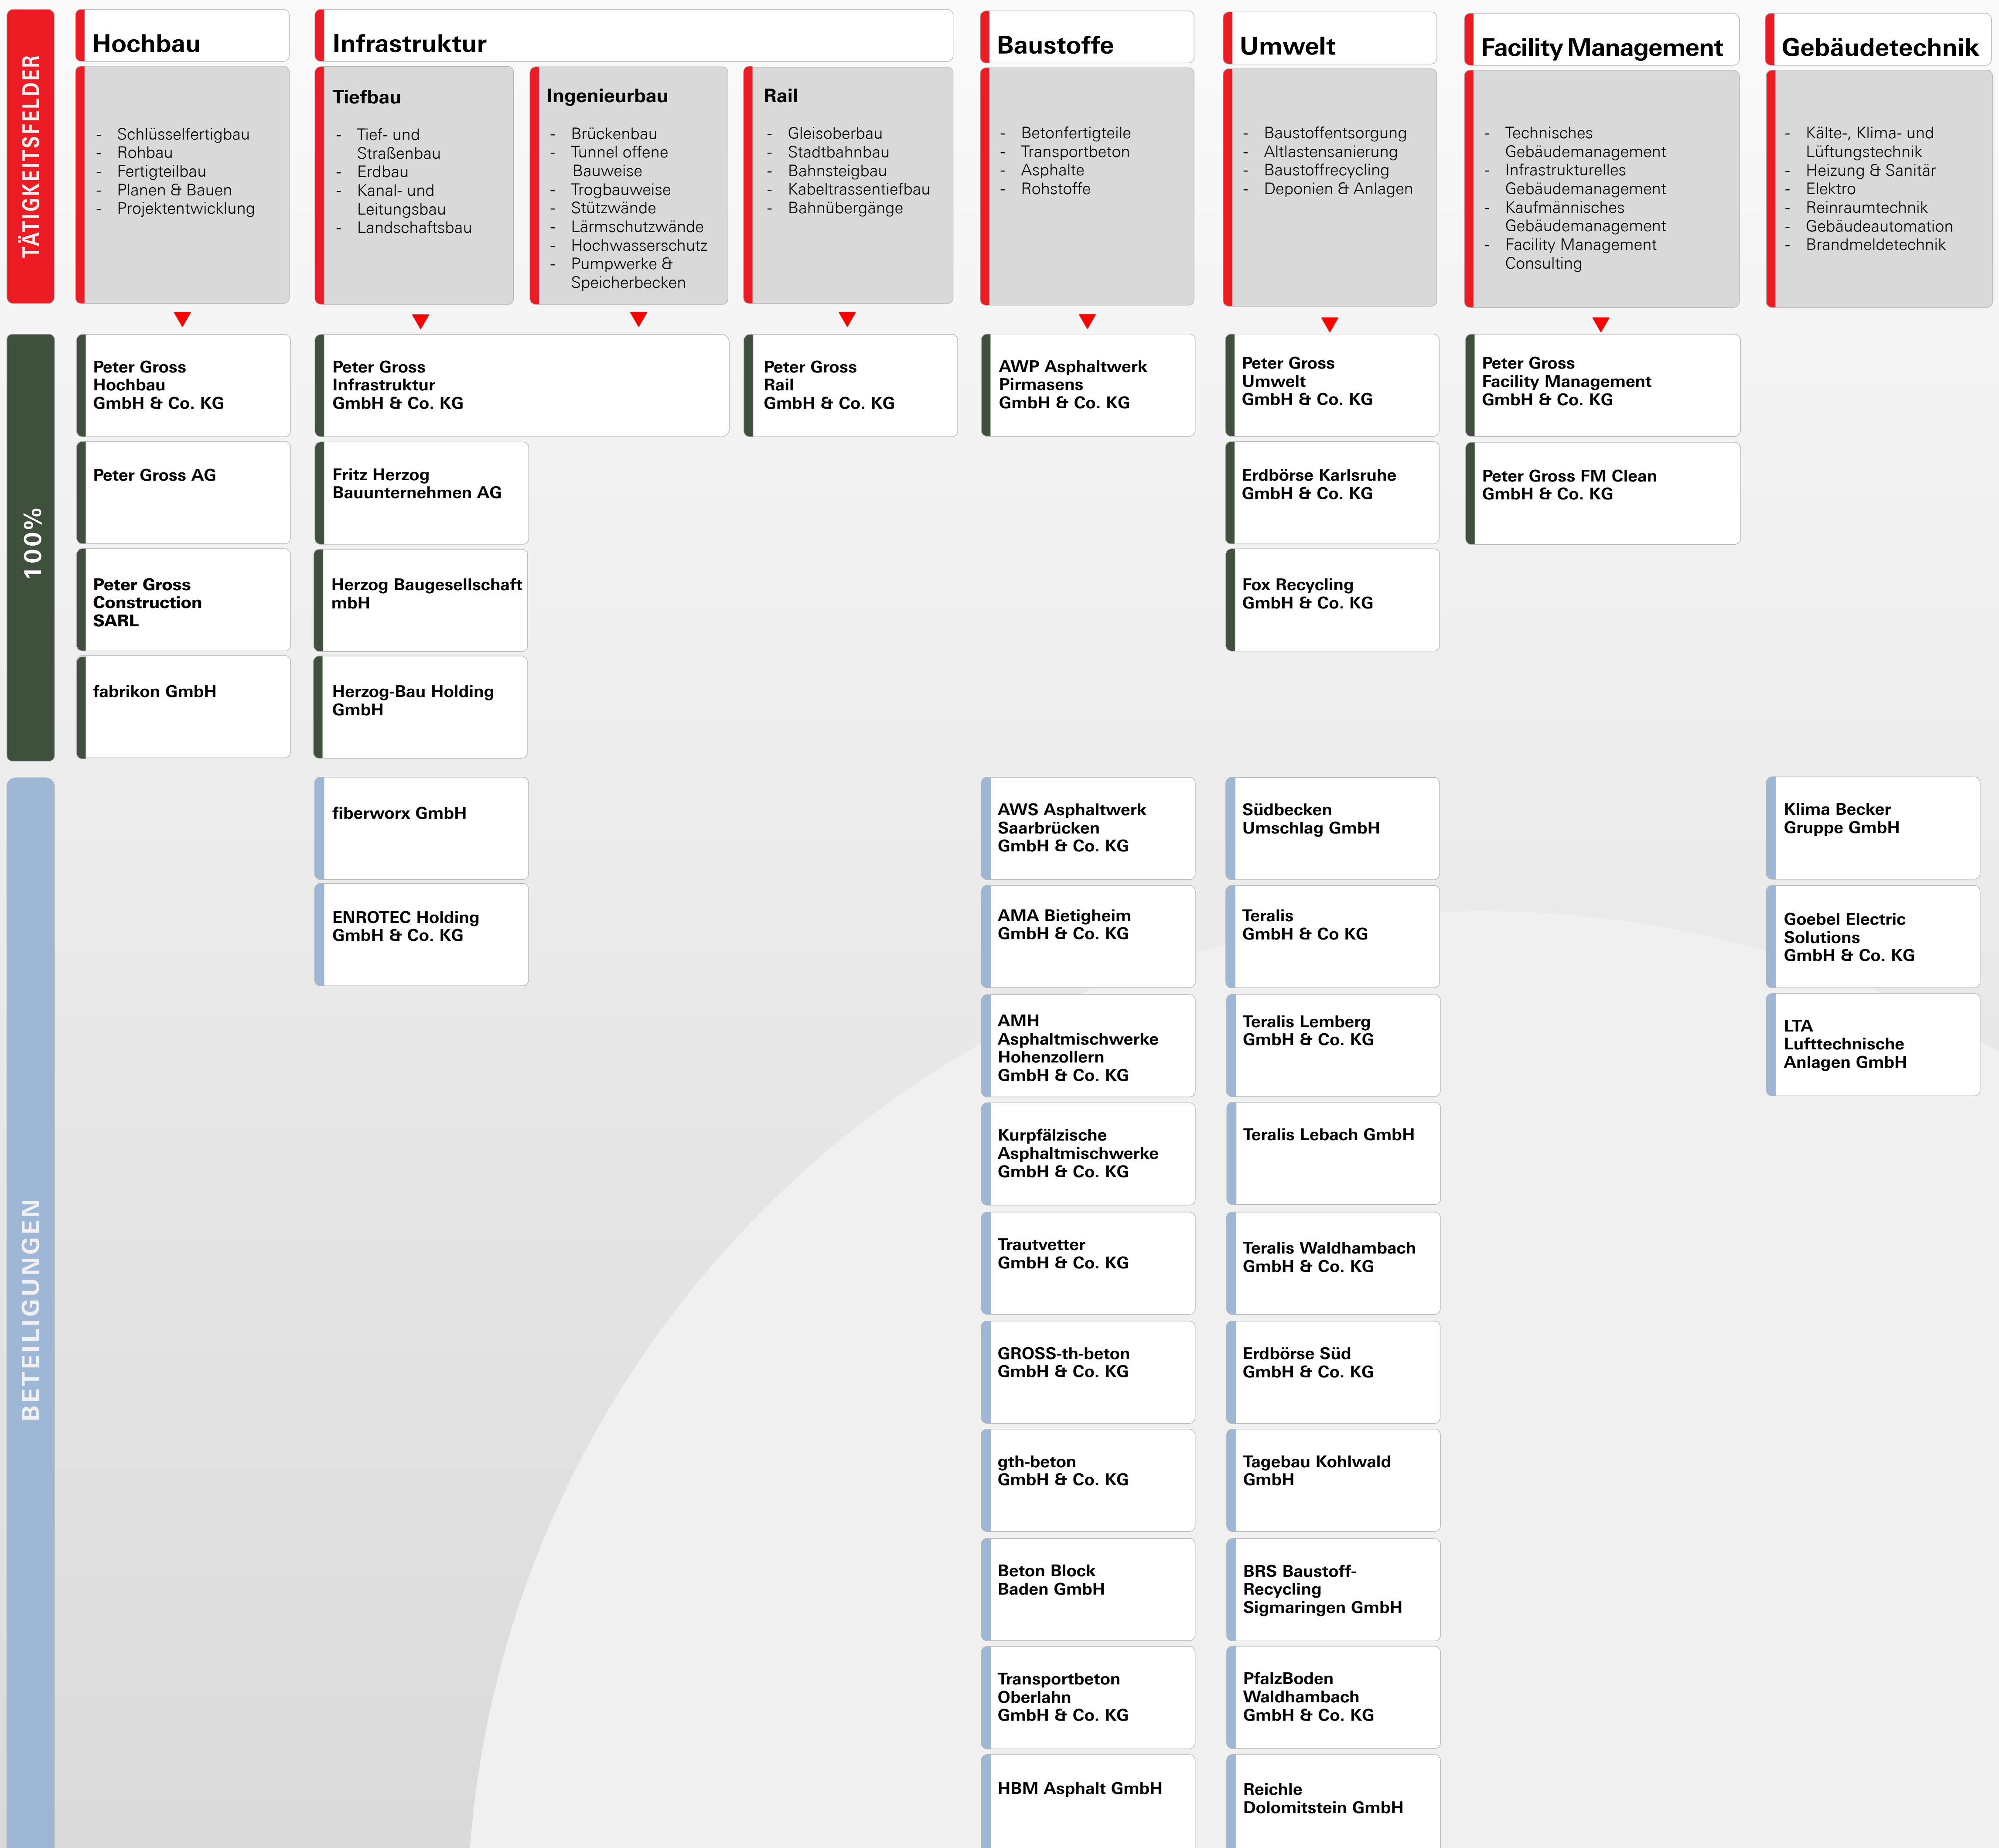 TÄTIGKEITSFELDER
Hochbau
- Schlüsselfertigbau
- Rohbau
- Fertigteilbau
- Planen & Bauen
- Projektentwicklung
Infrastruktur
Tiefbau
- Tief- und
Straßenbau
- Erdbau
- Kanal- und
Leitungsbau
- Landschaftsbau
Ingenieurbau
- Brückenbau
- Tunnel offene
Bauweise
- Trogbauweise
- Stützwände
- Lärmschutzwände
- Hochwasserschutz
- Pumpwerke &
Speicherbecken
Rail
- Gleisoberbau
- Stadtbahnbau
- Bahnsteigbau
- Kabeltrassentiefbau
- Bahnübergänge
Baustoffe
- Betonfertigteile
- Transportbeton
- Asphalte
- Rohstoffe
Umwelt
- Baustoffentsorgung
- Altlastensanierung
- Baustoffrecycling
- Deponien & Anlagen
Facility Management
- Technisches
Gebäudemanagement
- Infrastrukturelles
Gebäudemanagement
- Kaufmännisches
Gebäudemanagement
- Facility Management
Consulting
Gebäudetechnik
- Kälte-, Klima- und
Lüftungstechnik
- Heizung & Sanitär
- Elektro
- Reinraumtechnik
- Gebäudeautomation
- Brandmeldetechnik
100%
Peter Gross
Hochbau
GmbH & Co. KG
Peter Gross AG
Peter Gross
Construction
SARL
fabrikon GmbH
Peter Gross
Infrastruktur
GmbH & Co. KG
Fritz Herzog
Bauunternehmen AG
Herzog Baugesellschaft
mbH
Herzog-Bau Holding
GmbH
Peter Gross
Rail
GmbH & Co. KG
AWP Asphaltwerk
Pirmasens
GmbH & Co. KG
Peter Gross
Umwelt
GmbH & Co. KG
Erdbörse Karlsruhe
GmbH & Co. KG
Fox Recycling
GmbH & Co. KG
Peter Gross
Facility Management
GmbH & Co. KG
Peter Gross FM Clean
GmbH & Co. KG
BETEILIGUNGEN
fiberworx GmbH
ENROTEC Holding
GmbH & Co. KG
AWS Asphaltwerk
Saarbrücken
GmbH & Co. KG
AMA Bietigheim
GmbH & Co. KG
AMH
Asphaltmischwerke
Hohenzollern
GmbH & Co. KG
Kurpfälzische
Asphaltmischwerke
GmbH & Co. KG
Trautvetter
GmbH & Co. KG
GROSS-th-beton
GmbH & Co. KG
gth-beton
GmbH & Co. KG
Beton Block
Baden GmbH
Transportbeton
Oberlahn
GmbH & Co. KG
HBM Asphalt GmbH
Südbecken
Umschlag GmbH
Teralis
GmbH & Co KG
Teralis Lemberg
GmbH & Co. KG
Teralis Lebach GmbH
Teralis Waldhambach
GmbH & Co. KG
Erdbörse Süd
GmbH & Co. KG
Tagebau Kohlwald
GmbH
BRS Baustoff-
Recycling
Sigmaringen GmbH
PfalzBoden
Waldhambach
GmbH & Co. KG
Reichle
Dolomitstein GmbH
Klima Becker
Gruppe GmbH
Goebel Electric
Solutions
GmbH & Co. KG
LTA
Lufttechnische
Anlagen GmbH